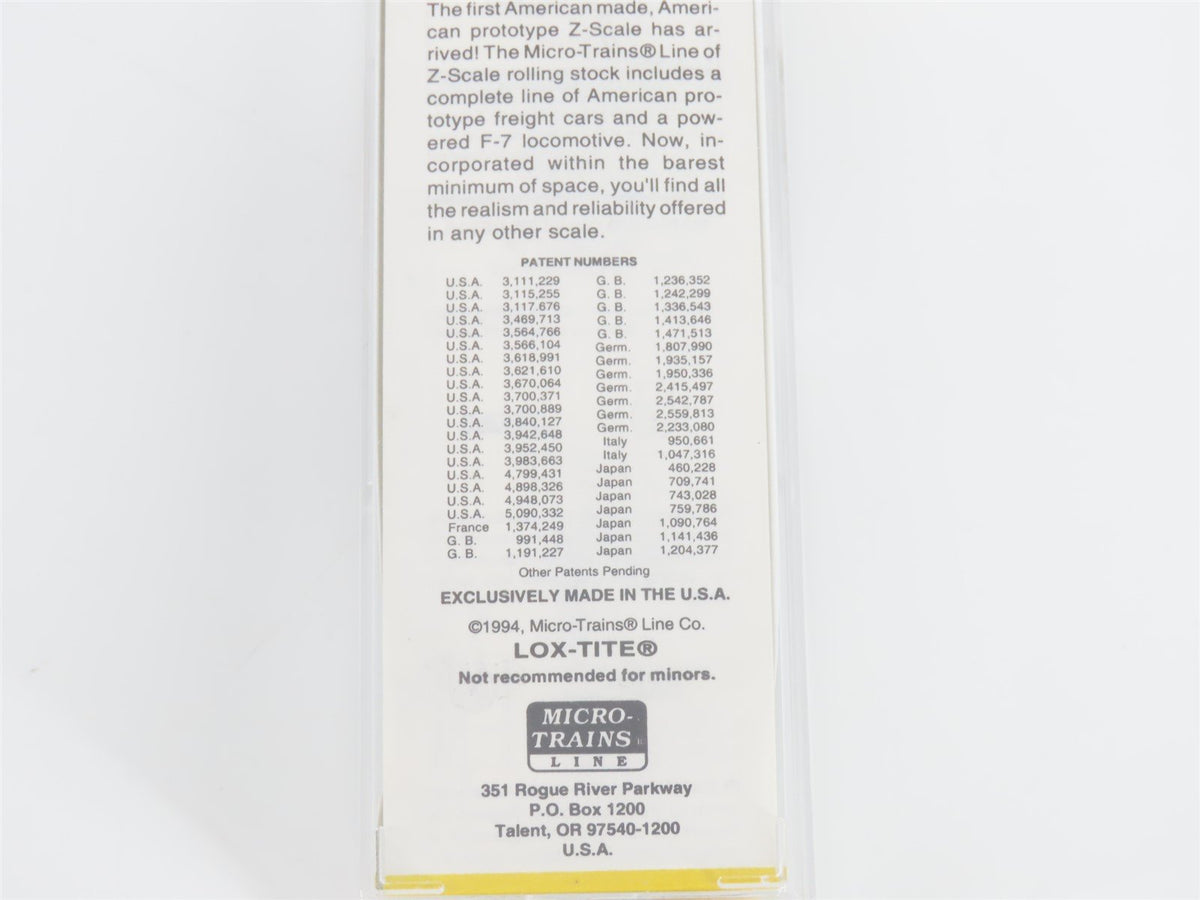 The first American made, Ameri-
can prototype Z-Scale has ar-
rived! The Micro-Trains® Line of
Z-Scale rolling stock includes a
complete line of American pro-
totype freight cars and a pow-
ered F-7 locomotive. Now, in-
corporated within the barest
minimum of space, you'll find all
the realism and reliability offered
in any other scale.
PATENT NUMBERS
U.S.A. 3,111,229 G. B. 1,236,352
U.S.A. 3,115,255 G. B. 1,242,299
U.S.A. 3,117.676 G. B. 1,336,543
U.S.A. 3,469,713 G. B. 1,413,646
U.S.A. 3,564,766 G. B. 1,471,513
U.S.A. 3,566,104 Germ. 1,807,990
U.S.A. 3,618,991 Germ. 1,935,157
U.S.A. 3,621,610 Germ. 1,950,336
U.S.A. 3,670,064 Germ. 2,415,497
U.S.A. 3,700,371 Germ. 2,542,787
U.S.A. 3,700,889 Germ. 2,559,813
U.S.A. 3,840,127 Germ. 2,233,080
U.S.A. 3,942,648 Italy 950,661
U.S.A. 3,952,450 Italy 1,047,316
U.S.A. 3,983,663 Japan 460,228
U.S.A. 4,799,431 Japan 709,741
U.S.A. 4,898,326 Japan 743,028
U.S.A. 4,948,073 Japan 759,786
U.S.A. 5,090,332 Japan 1,090,764
France 1,374,249 Japan 1,141,436
G. B. 991,448 Japan 1,204,377
G. B. 1,191,227
Other Patents Pending
EXCLUSIVELY MADE IN THE U.S.A.
©1994, Micro-Trains® Line Co.
LOX-TITE®
Not recommended for minors.
MICRO-
TRAINS
LINE
351 Rogue River Parkway
P.O. Box 1200
Talent, OR 97540-1200
U.S.A.